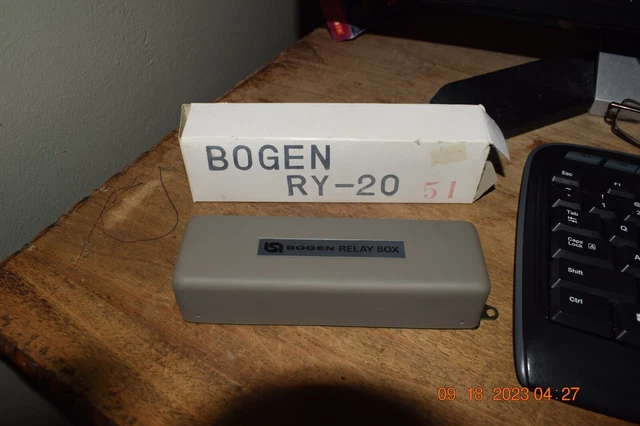 BOGEN
RY-20 51
BOGEN RELAY BOX
Esc
F1
~
1
Tab
Q
Caps
Lock A
A
Shift
Ctrl
09 18 2023 04:27